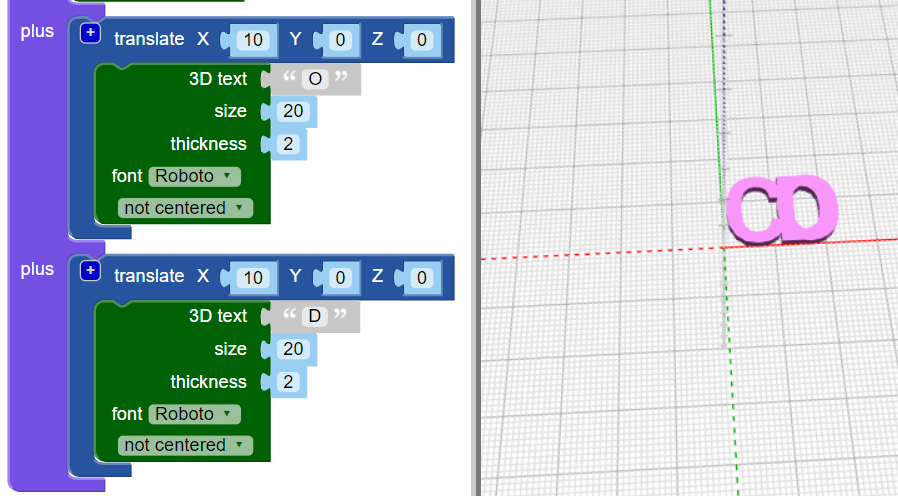 plus
+ translate X 10 Y 0 Z 0
3D text “ O ”
size 20
thickness 2
font Roboto ▼
not centered ▼
plus
+ translate X 10 Y 0 Z 0
3D text “ D ”
size 20
thickness 2
font Roboto ▼
not centered ▼
CD